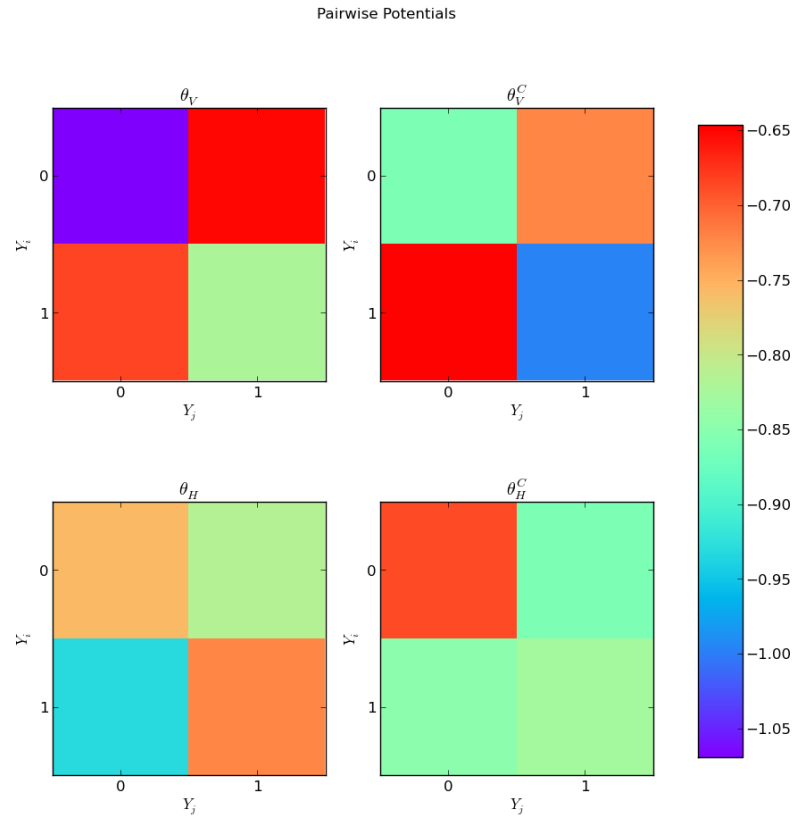 Pairwise Potentials
θ_V
θ_V^C
0
1
Y_i
0 1
Y_j
0
1
Y_i
0 1
Y_j
θ_H
θ_H^C
0
1
Y_i
0 1
Y_j
0
1
Y_i
0 1
Y_j
−0.65
−0.70
−0.75
−0.80
−0.85
−0.90
−0.95
−1.00
−1.05